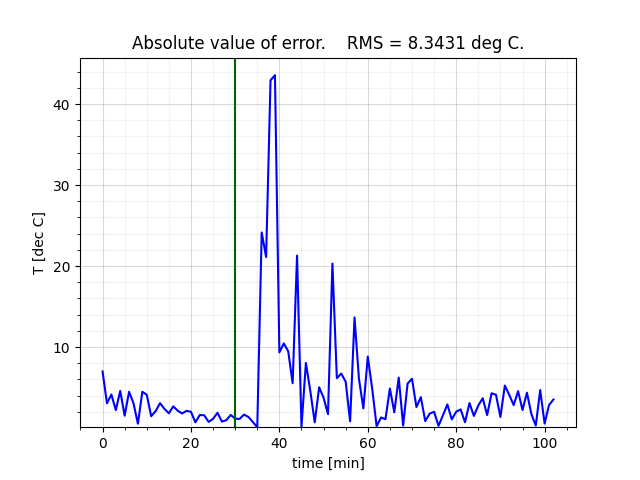 Absolute value of error.    RMS = 8.3431 deg C.
40
30
20
10
T [dec C]
0 20 40 60 80 100
time [min]